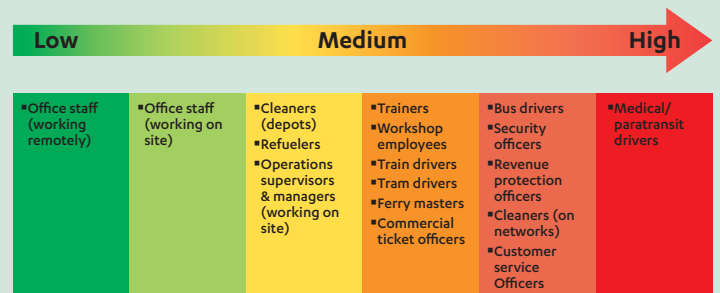 Low Medium High
▪Office staff
(working
remotely)
▪Office staff
(working on
site)
▪Cleaners
(depots)
▪Refuelers
▪Operations
supervisors
& managers
(working on
site)
▪Trainers
▪Workshop
employees
▪Train drivers
▪Tram drivers
▪Ferry masters
▪Commercial
ticket officers
▪Bus drivers
▪Security
officers
▪Revenue
protection
officers
▪Cleaners (on
networks)
▪Customer
service
Officers
▪Medical/
paratransit
drivers